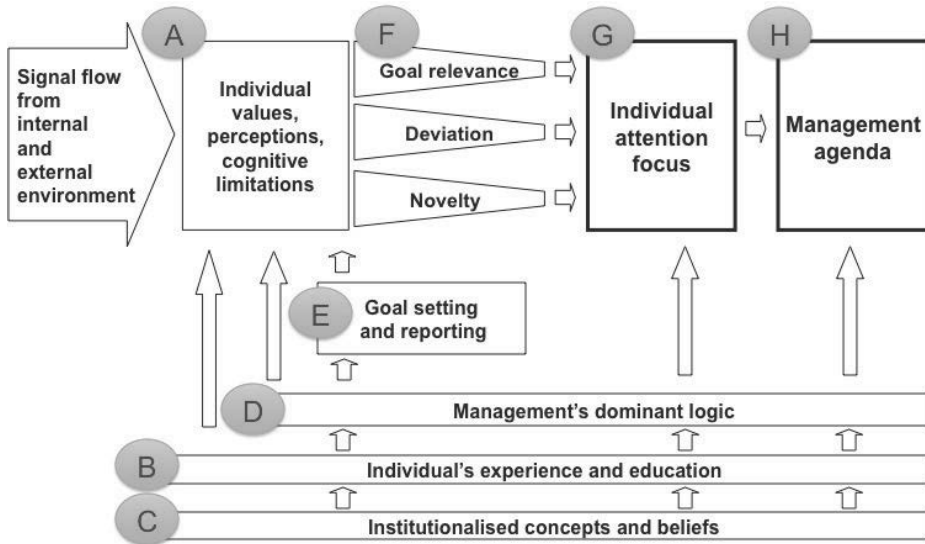 A
F
G
H
Signal flow
from
internal
and
external
environment
Individual
values,
perceptions,
cognitive
limitations
Goal relevance
Deviation
Novelty
Individual
attention
focus
Management
agenda
E
Goal setting
and reporting
D
Management’s dominant logic
B
Individual’s experience and education
C
Institutionalised concepts and beliefs